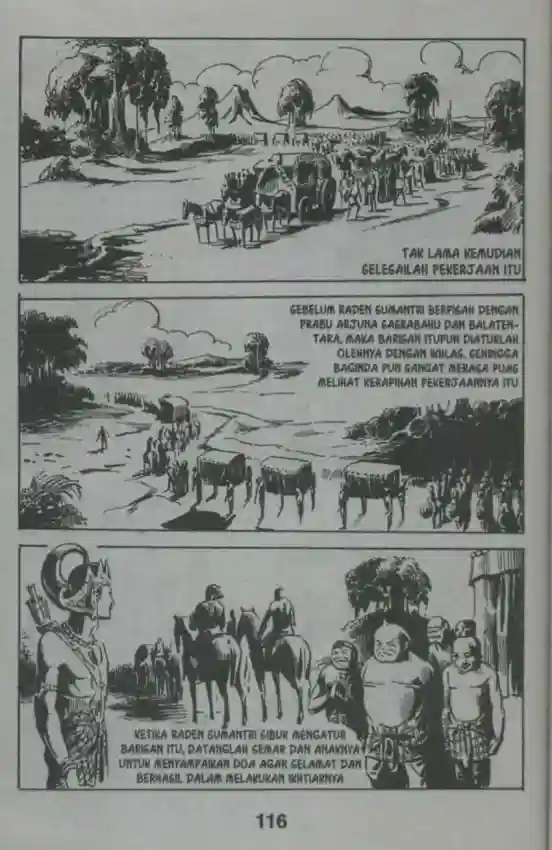 TAK LAMA KEMUDIAN
SELESAILAH PEKERJAAN ITU
SEBELUM RADEN SUMANTRI BERPISAH DENGAN
PRABU ARJUNA SASRABAHU DAN BALATEN-
TARA, MAKA BARISAN ITUPUN DIATURLAH
OLEHNYA DENGAN IKHLAS. SEHINGGA
BAGINDA PUN SANGAT MERASA PUAS
MELIHAT KERAPIHAN PEKERJAANNYA ITU
KETIKA RADEN SUMANTRI SIBUK MENGATUR
BARISAN ITU, DATANGLAH SEMAR DAN ANAKNYA
UNTUK MENYAMPAIKAN DOA AGAR SELAMAT DAN
BERHASIL DALAM MELAKUKAN IKHTIARNYA
116